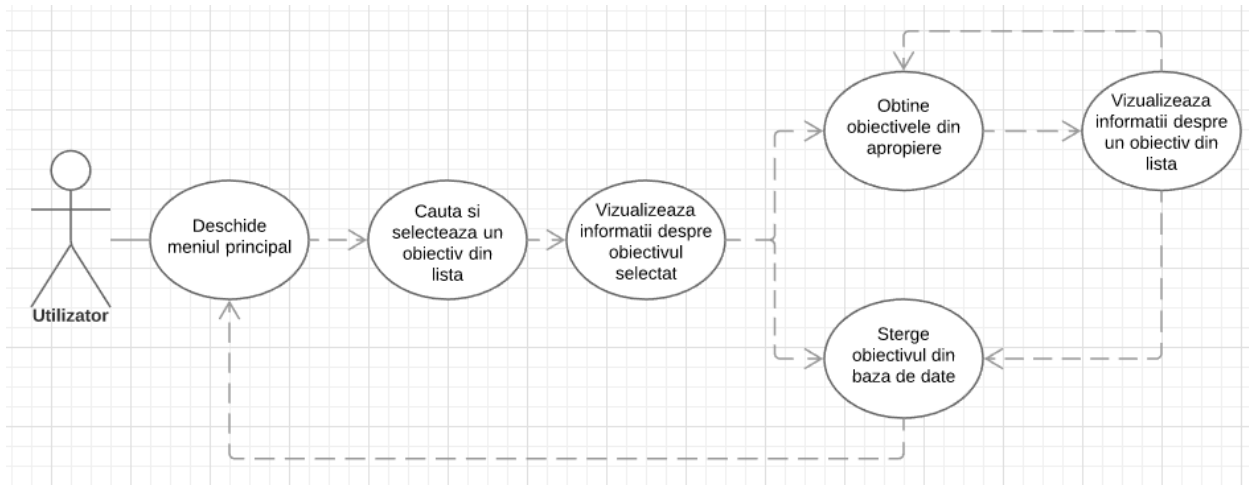 Utilizator
Deschide
meniul principal
Cauta si
selecteaza un
obiectiv din
lista
Vizualizeaza
informatii despre
obiectivul
selectat
Obtine
obiectivele din
apropiere
Vizualizeaza
informatii despre
un obiectiv din
lista
Sterge
obiectivul din
baza de date